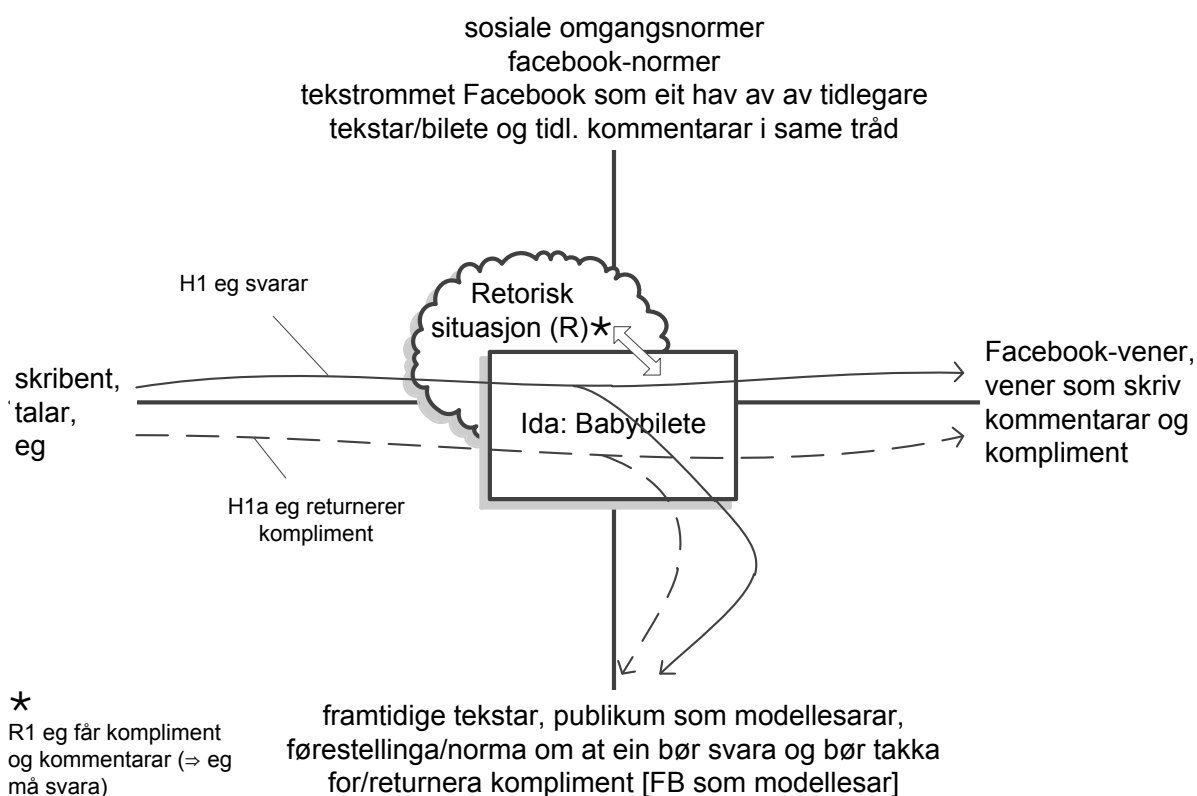 sosiale omgangsnormer
facebook-normer
tekstrommet Facebook som eit hav av av tidlegare
tekstar/bilete og tidl. kommentarar i same tråd
H1 eg svarar
Retorisk
situasjon (R)*
skribent,
talar,
eg
Ida: Babybilete
Facebook-vener,
vener som skriv
kommentarar og
kompliment
H1a eg returnerer
kompliment
*
R1 eg får kompliment
og kommentarar (⇒ eg
må svara)
framtidige tekstar, publikum som modellesarar,
førestellinga/norma om at ein bør svara og bør takka
for/returnera kompliment [FB som modellesar]